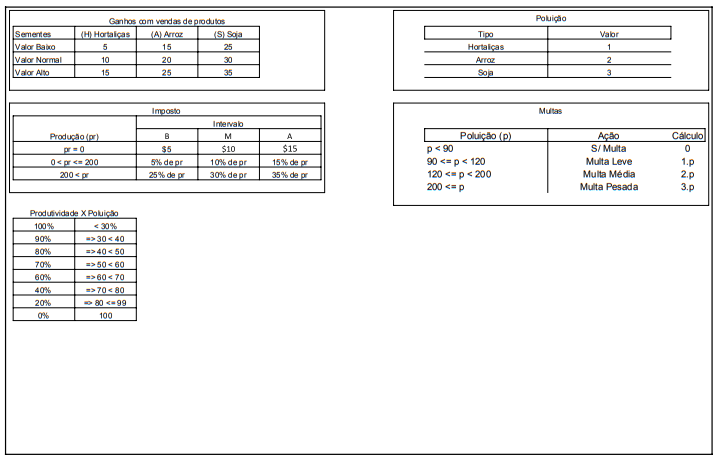 Ganhos com vendas de produtos
Sementes (H) Hortaliças (A) Arroz (S) Soja
Valor Baixo 5 15 25
Valor Normal 10 20 30
Valor Alto 15 25 35
Poluição
Tipo Valor
Hortaliças 1
Arroz 2
Soja 3
Imposto
Intervalo
Produção (pr) B M A
pr = 0 $5 $10 $15
0 < pr <= 200 5% de pr 10% de pr 15% de pr
200 < pr 25% de pr 30% de pr 35% de pr
Multas
Poluição (p) Ação Cálculo
p < 90 S/ Multa 0
90 <= p < 120 Multa Leve 1.p
120 <= p < 200 Multa Média 2.p
200 <= p Multa Pesada 3.p
Produtividade X Poluição
100% < 30%
90% => 30 < 40
80% => 40 < 50
70% => 50 < 60
60% => 60 < 70
40% => 70 < 80
20% => 80 <= 99
0% 100